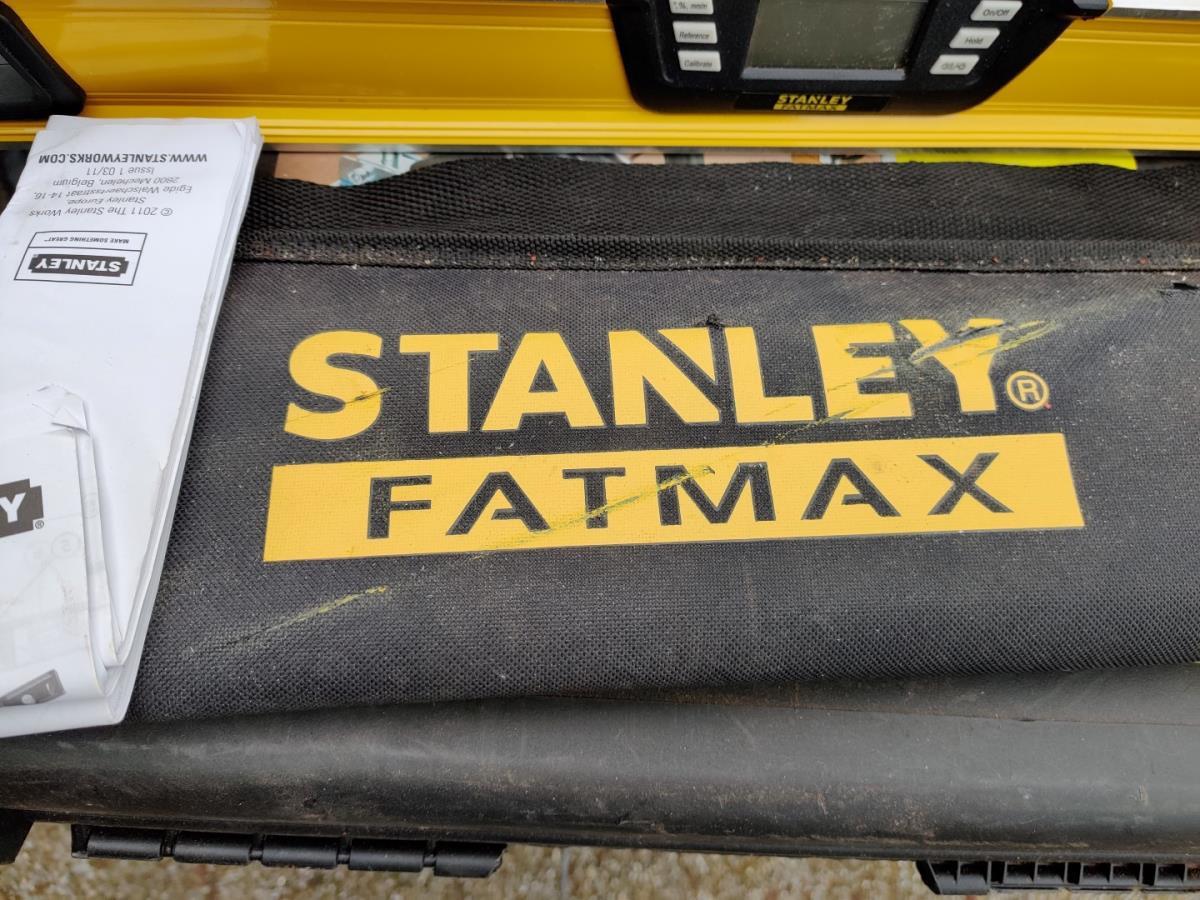 °, %, mm/m
Reference
Calibrate
On/Off
Hold
STANLEY
FATMAX
WWW.STANLEYWORKS.COM
Issue 1 03/11
2800 Mechelen, Belgium
Egide Walschaertsstraat 14-16,
Stanley Europe,
© 2011 The Stanley Works
MAKE SOMETHING GREAT™
STANLEY
STANLEY®
FATMAX
Y®